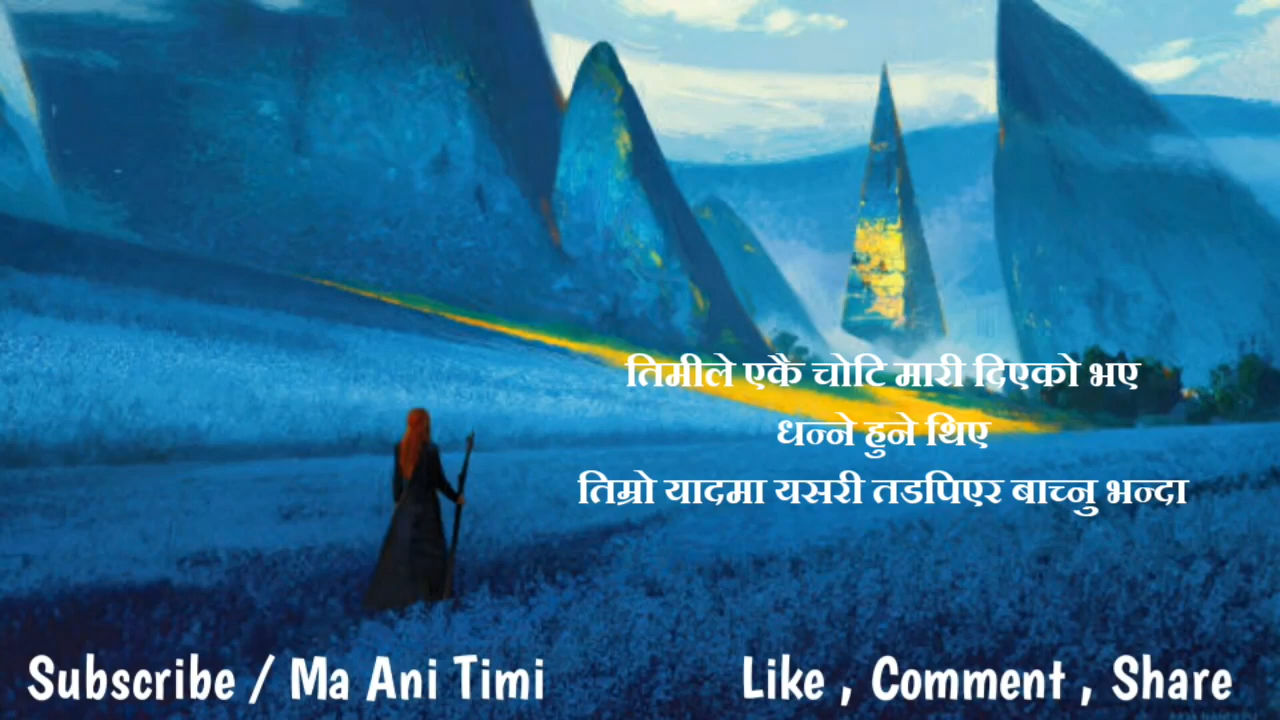 तिमीले एकै चोटि मारी दिएको भए
धन्ने हुने थिए
तिम्रो यादमा यसरी तडपिएर बाच्नु भन्दा
Subscribe / Ma Ani Timi
Like , Comment , Share